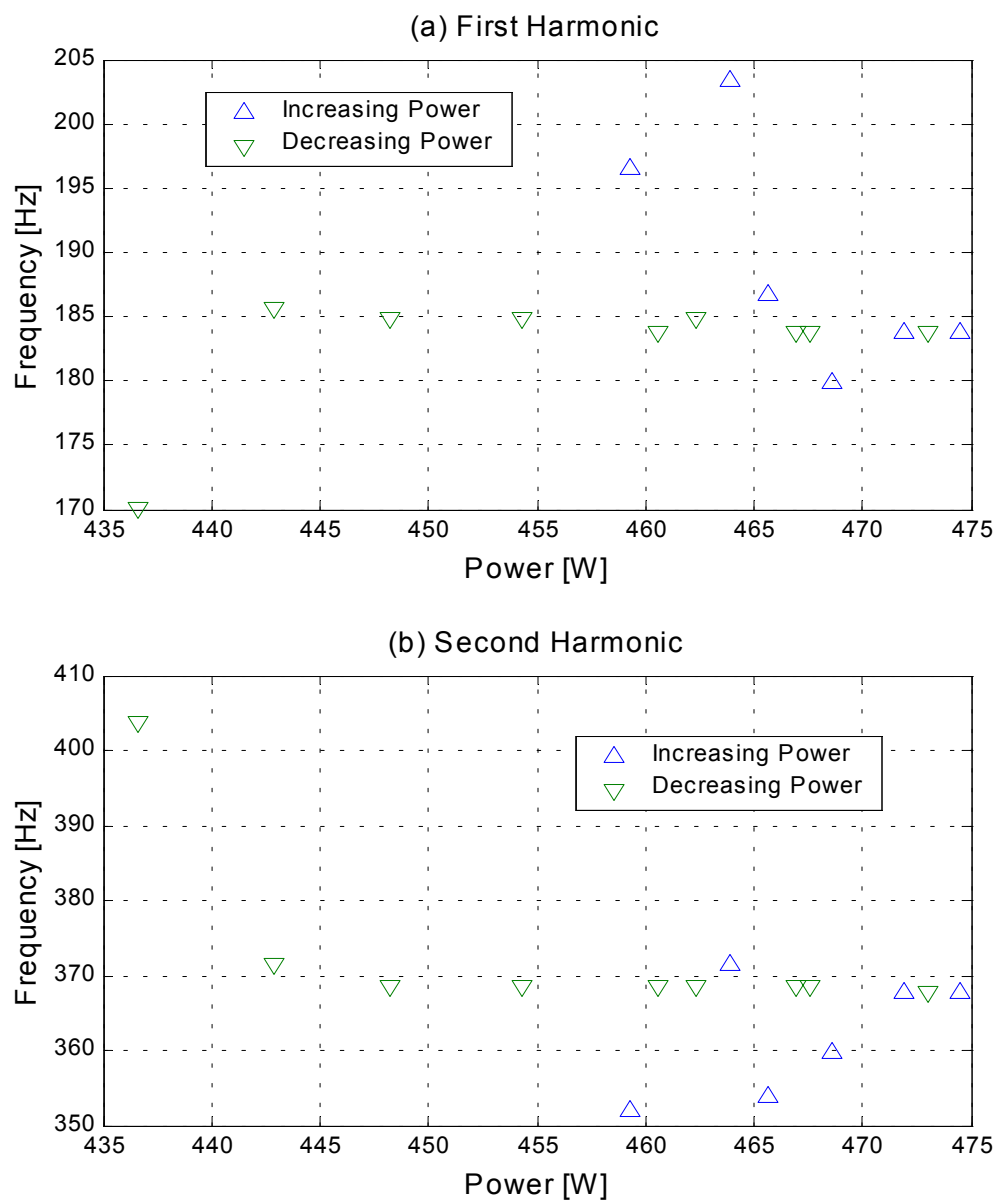 (a) First Harmonic
205
200
195
190
185
180
175
170
Frequency [Hz]
Increasing Power
Decreasing Power
435 440 445 450 455 460 465 470 475
Power [W]
(b) Second Harmonic
410
400
390
380
370
360
350
Frequency [Hz]
Increasing Power
Decreasing Power
435 440 445 450 455 460 465 470 475
Power [W]